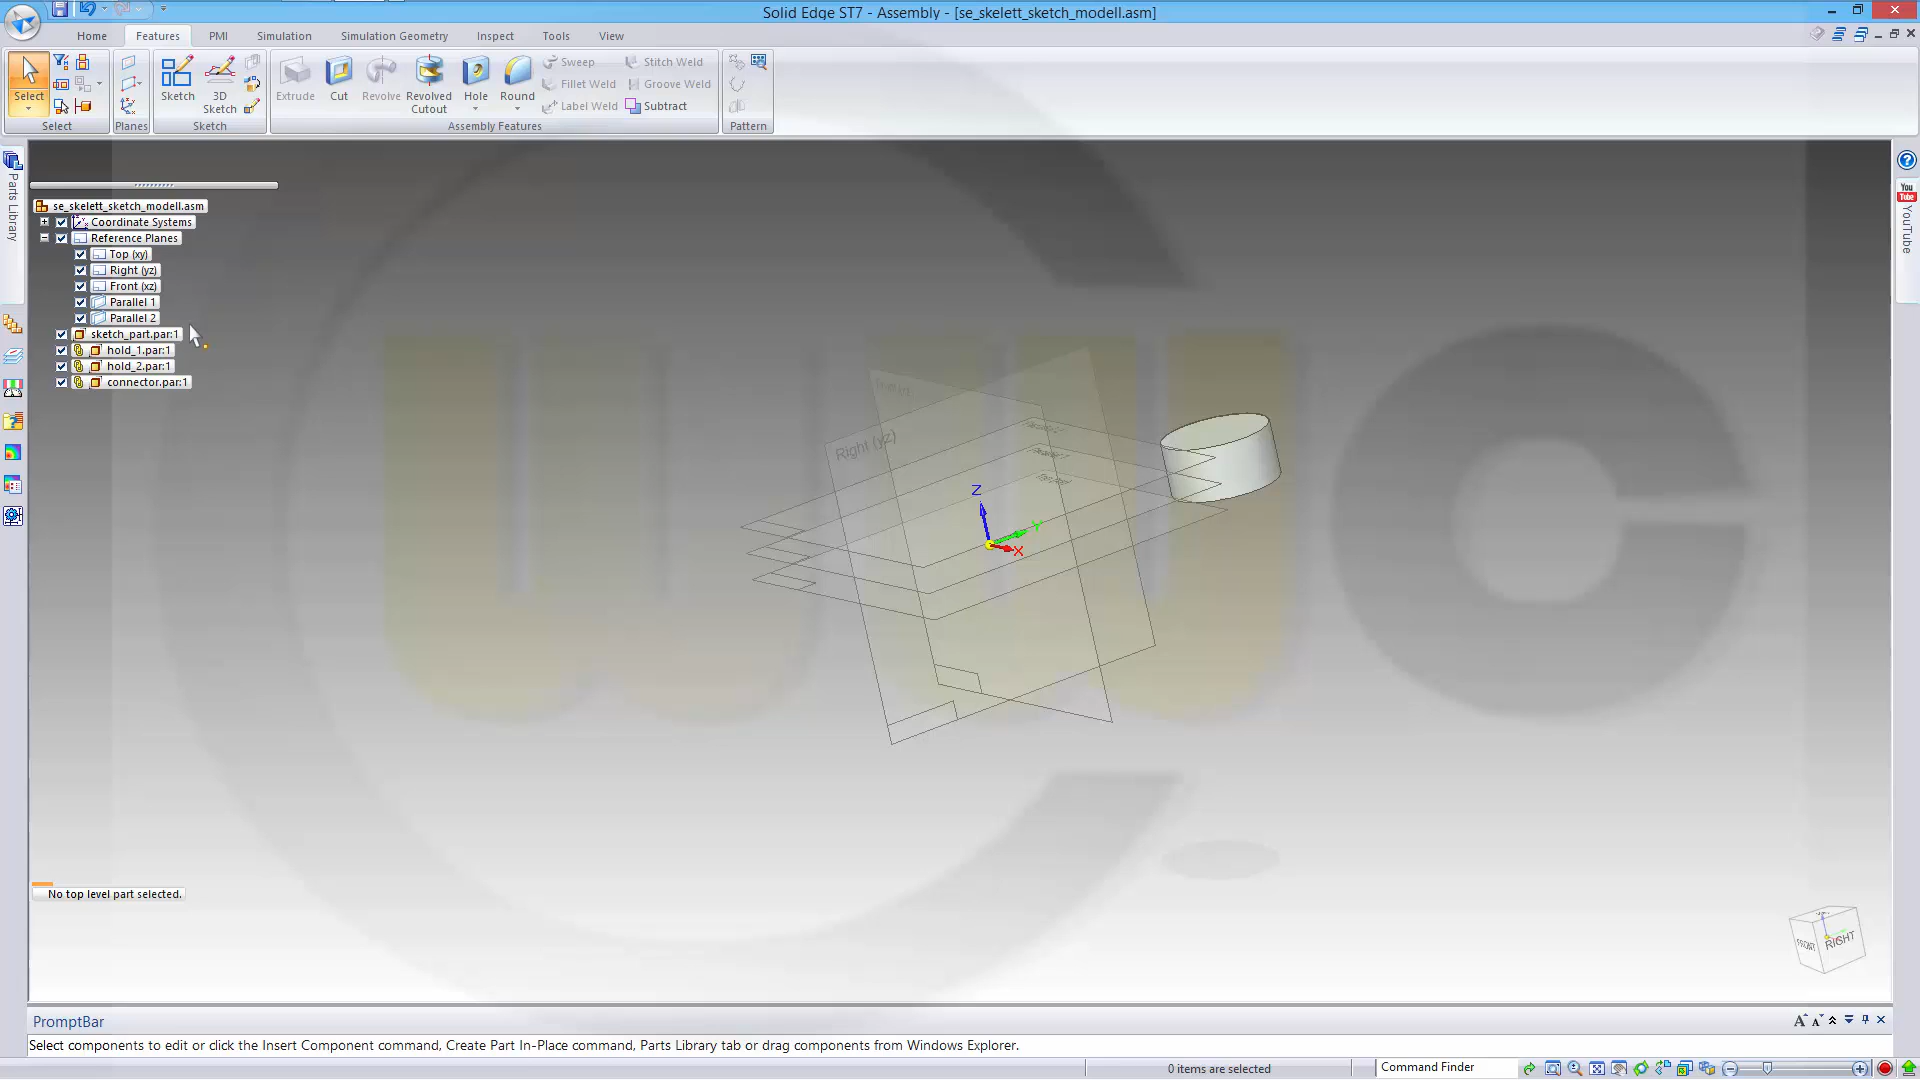 Solid Edge ST7 - Assembly - [se_skelett_sketch_modell.asm]
Home Features PMI Simulation Simulation Geometry Inspect Tools View
Select
Select
Planes
Sketch
3D Sketch
Sketch
Extrude
Cut
Revolve
Revolved Cutout
Hole
Round
Sweep
Fillet Weld
Label Weld
Stitch Weld
Groove Weld
Subtract
Assembly Features
Pattern
Parts Library
You Tube
YouTube
se_skelett_sketch_modell.asm
Coordinate Systems
Reference Planes
Top (xy)
Right (yz)
Front (xz)
Parallel 1
Parallel 2
sketch_part.par:1
hold_1.par:1
hold_2.par:1
connector.par:1
Right (yz)
Z
Y
X
No top level part selected.
FRONT
RIGHT
PromptBar
Select components to edit or click the Insert Component command, Create Part In-Place command, Parts Library tab or drag components from Windows Explorer.
0 items are selected
Command Finder